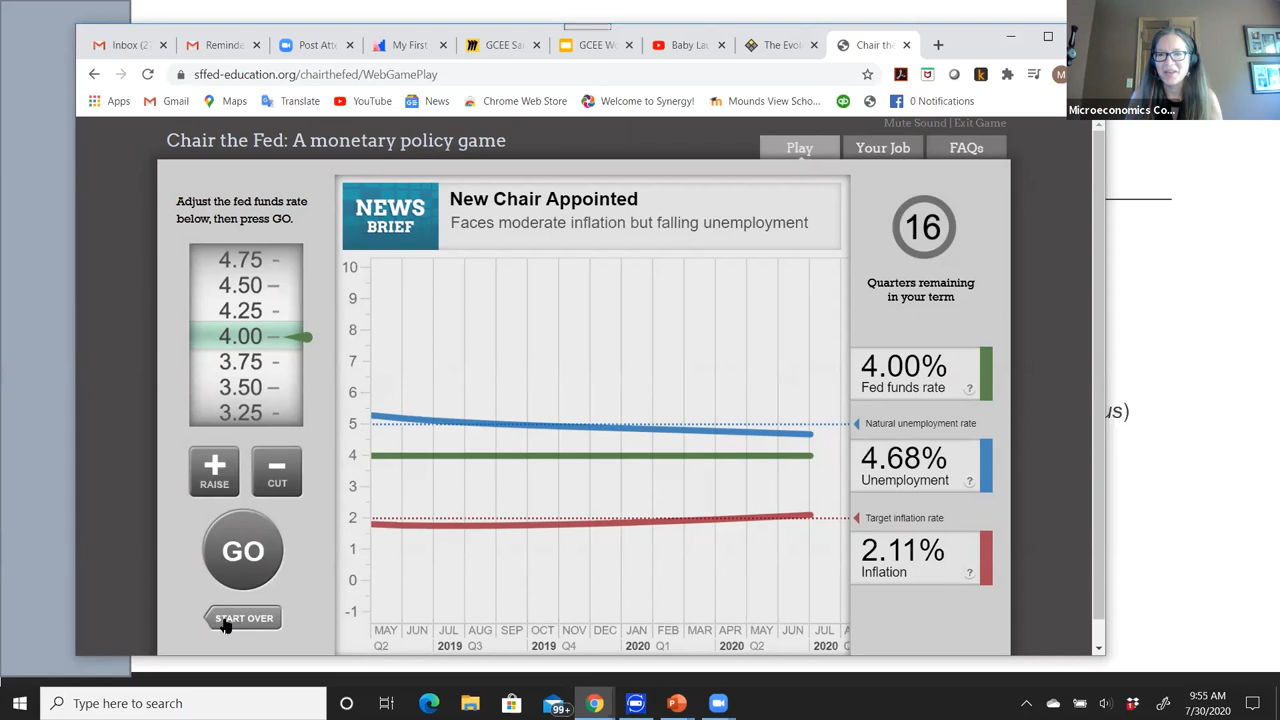 Inbox (2
Reminde
Post Atte
My First
GCEE Sa
GCEE W
Baby La
The Evol
Chair the
sffed-education.org/chairthefed/WebGamePlay
M
Apps
Gmail
Maps
Translate
YouTube
News
Chrome Web Store
Welcome to Synergy!
Mounds View Scho...
0 Notifications
Microeconomics Co...
Mute Sound | Exit Game
Chair the Fed: A monetary policy game
Play
Your Job
FAQs
Adjust the fed funds rate
below, then press GO.
4.75
4.50
4.25
4.00
3.75
3.50
3.25
+
RAISE
−
CUT
GO
START OVER
NEWS
BRIEF
New Chair Appointed
Faces moderate inflation but falling unemployment
10
9
8
7
6
5
4
3
2
1
0
-1
MAY JUN JUL AUG SEP OCT NOV DEC JAN FEB MAR APR MAY JUN JUL A
Q2 2019 Q3 2019 Q4 2020 Q1 2020 Q2 2020
16
Quarters remaining
in your term
4.00%
Fed funds rate
?
Natural unemployment rate
4.68%
Unemployment
?
Target inflation rate
2.11%
Inflation
?
us)
Type here to search
99+
9:55 AM
7/30/2020